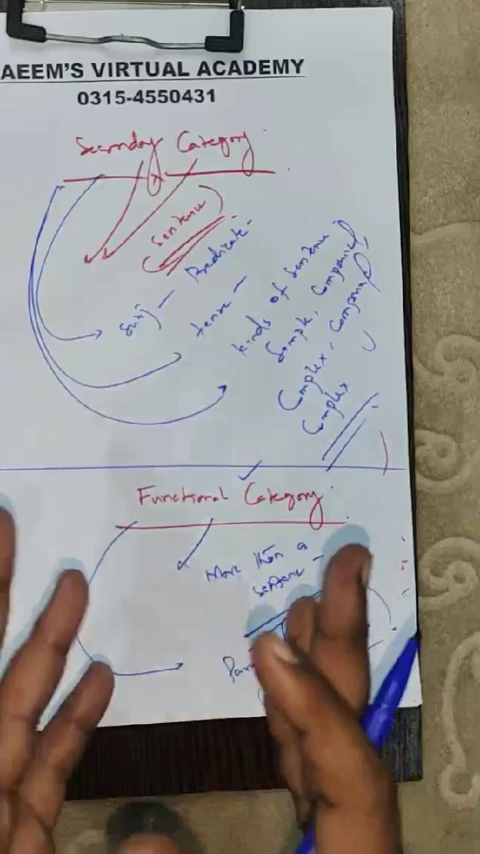 AEEM'S VIRTUAL ACADEMY
0315-4550431
Secondary Category
(Sentence)
Subj - Predicate -
tense -
kinds of sentence
Simple, Compound,
Complex, Compound
Complex
Functional Category
More than a
sentence -
Par